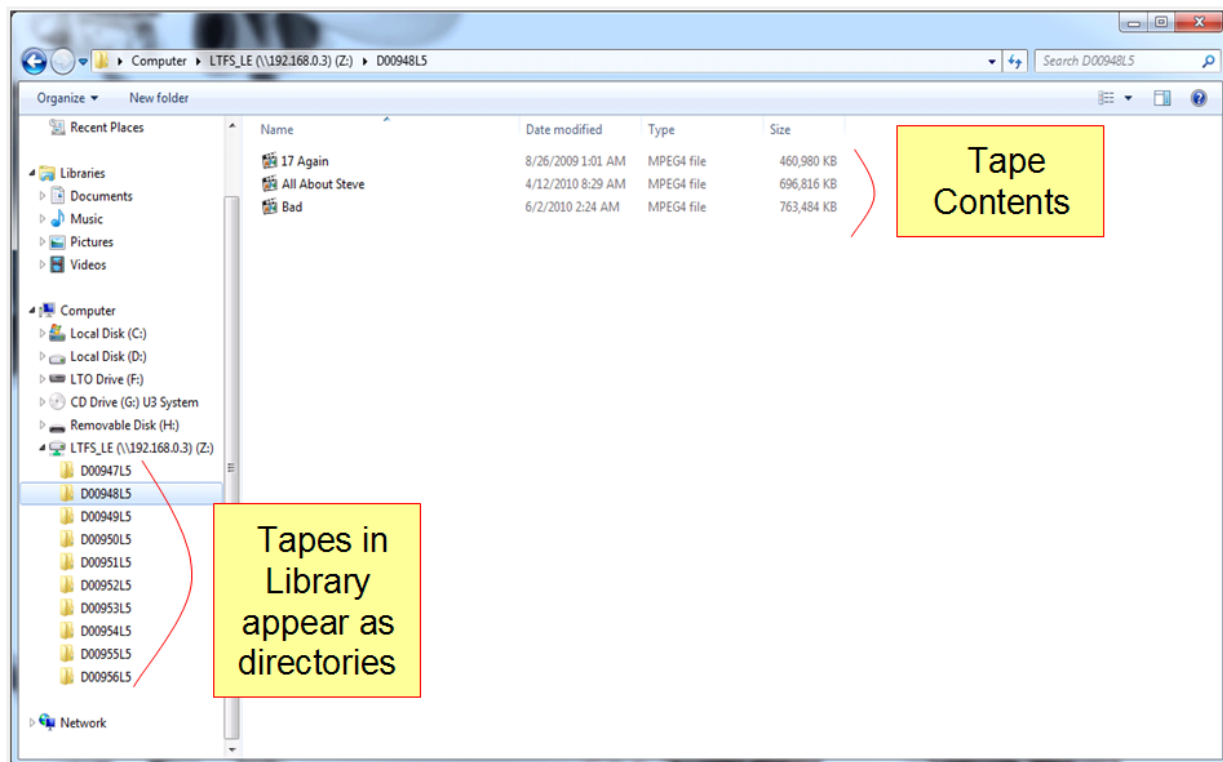 Computer ▸ LTFS_LE (\\192.168.0.3) (Z:) ▸ D00948L5
Search D00948L5
Organize New folder
Recent Places
Libraries
Documents
Music
Pictures
Videos
Computer
Local Disk (C:)
Local Disk (D:)
LTO Drive (F:)
CD Drive (G:) U3 System
Removable Disk (H:)
LTFS_LE (\\192.168.0.3) (Z:)
D00947L5
D00948L5
D00949L5
D00950L5
D00951L5
D00952L5
D00953L5
D00954L5
D00955L5
D00956L5
Network
Name Date modified Type Size
17 Again 8/26/2009 1:01 AM MPEG4 file 460,980 KB
All About Steve 4/12/2010 8:29 AM MPEG4 file 696,816 KB
Bad 6/2/2010 2:24 AM MPEG4 file 763,484 KB
Tape
Contents
Tapes in
Library
appear as
directories